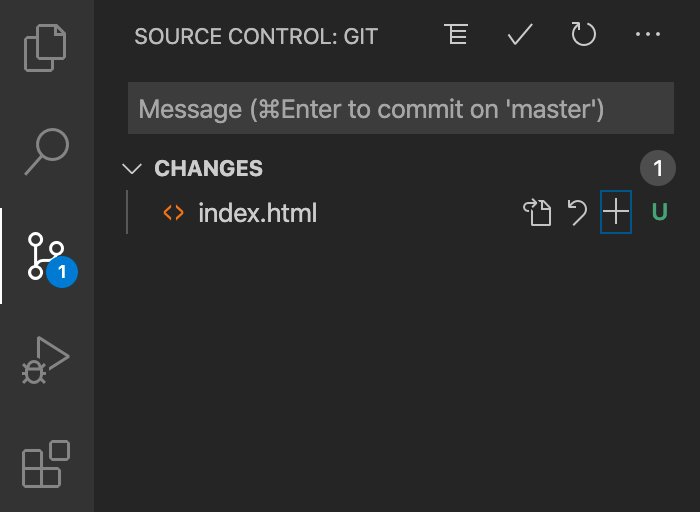 SOURCE CONTROL: GIT
Message (⌘Enter to commit on 'master')
CHANGES 1
index.html U
1